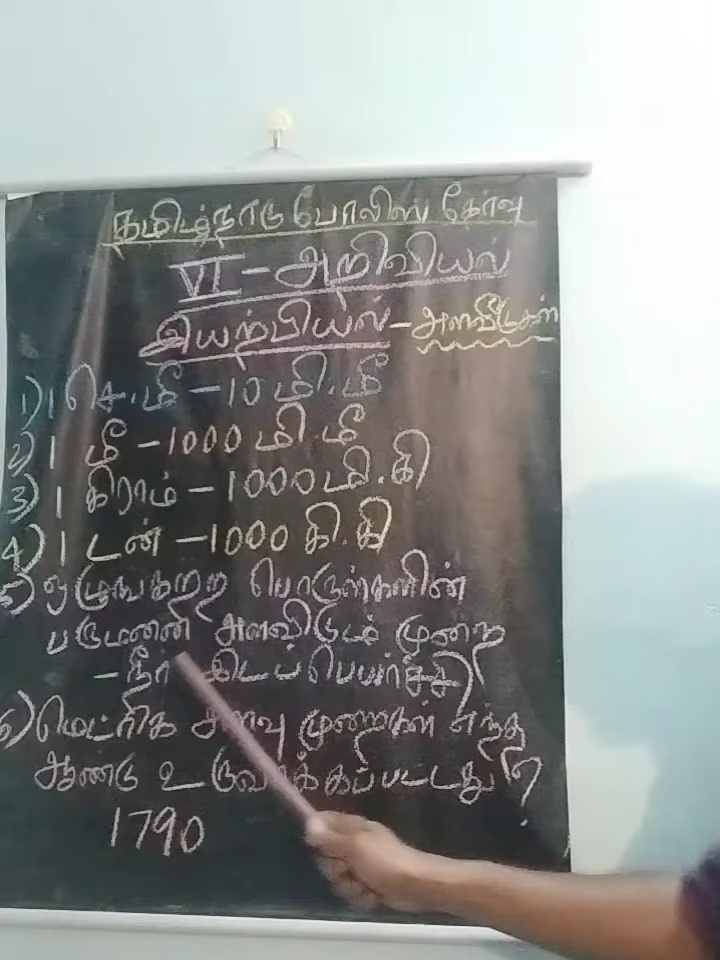 தமிழ்நாடு போலிஸ் தேர்வு
VI - அறிவியல்
இயற்பியல் - அளவீடுகள்
1) 1 செ.மீ - 10 மி.மீ
2) 1 மீ - 1000 மி.மீ
3) 1 கிராம் - 1000 மி.கி
4) 1 டன் - 1000 கி.கி
5) ஒழுங்கற்ற பொருள்களின்
பருமனை அளவிடும் முறை
- நீர் இடப்பெயர்ச்சி
6) மெட்ரிக் அளவு முறைகள் எந்த
ஆண்டு உருவாக்கப்பட்டது?
1790